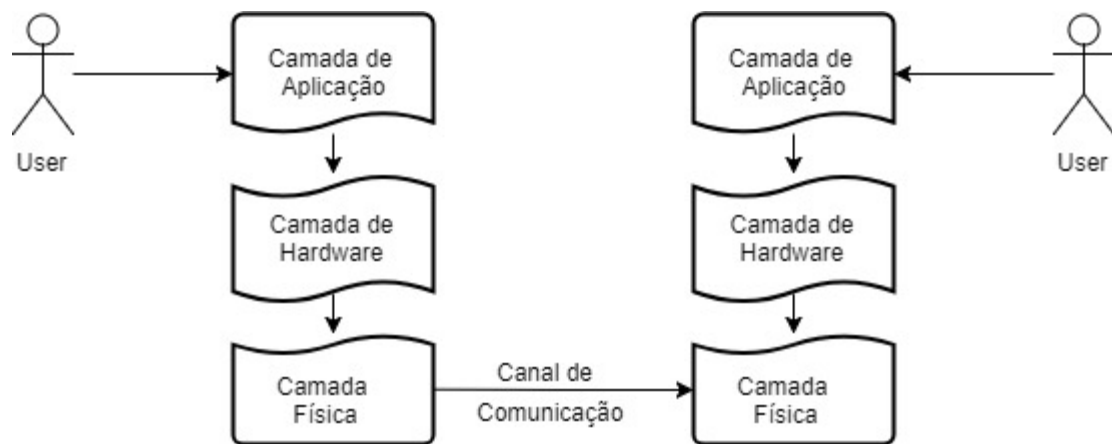 Camada de
Aplicação
User
Camada de
Hardware
Camada
Física
Canal de
Comunicação
Camada de
Aplicação
User
Camada de
Hardware
Camada
Física